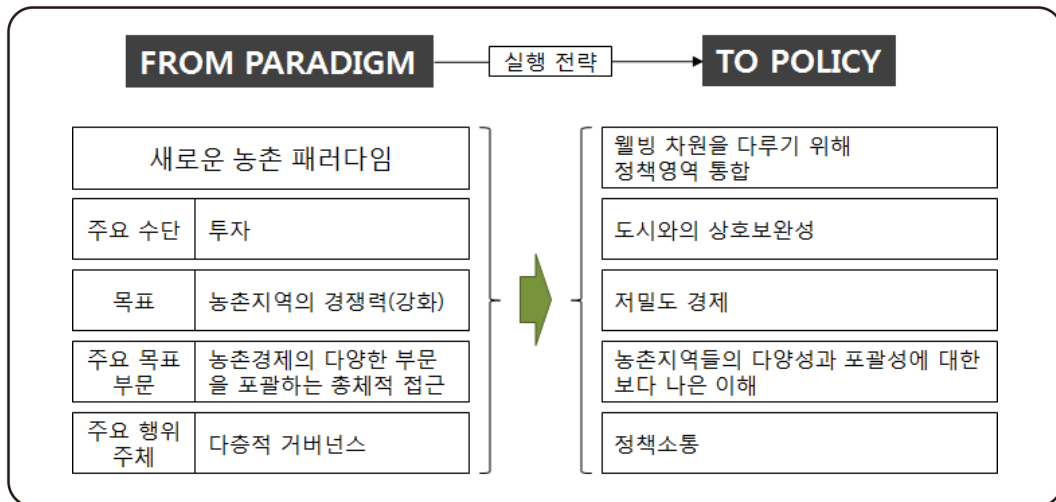 FROM PARADIGM
실행 전략
TO POLICY
새로운 농촌 패러다임
주요 수단
투자
목표
농촌지역의 경쟁력(강화)
주요 목표
부문
농촌경제의 다양한 부문
을 포괄하는 총체적 접근
주요 행위
주체
다층적 거버넌스
웰빙 차원을 다루기 위해
정책영역 통합
도시와의 상호보완성
저밀도 경제
농촌지역들의 다양성과 포괄성에 대한
보다 나은 이해
정책소통